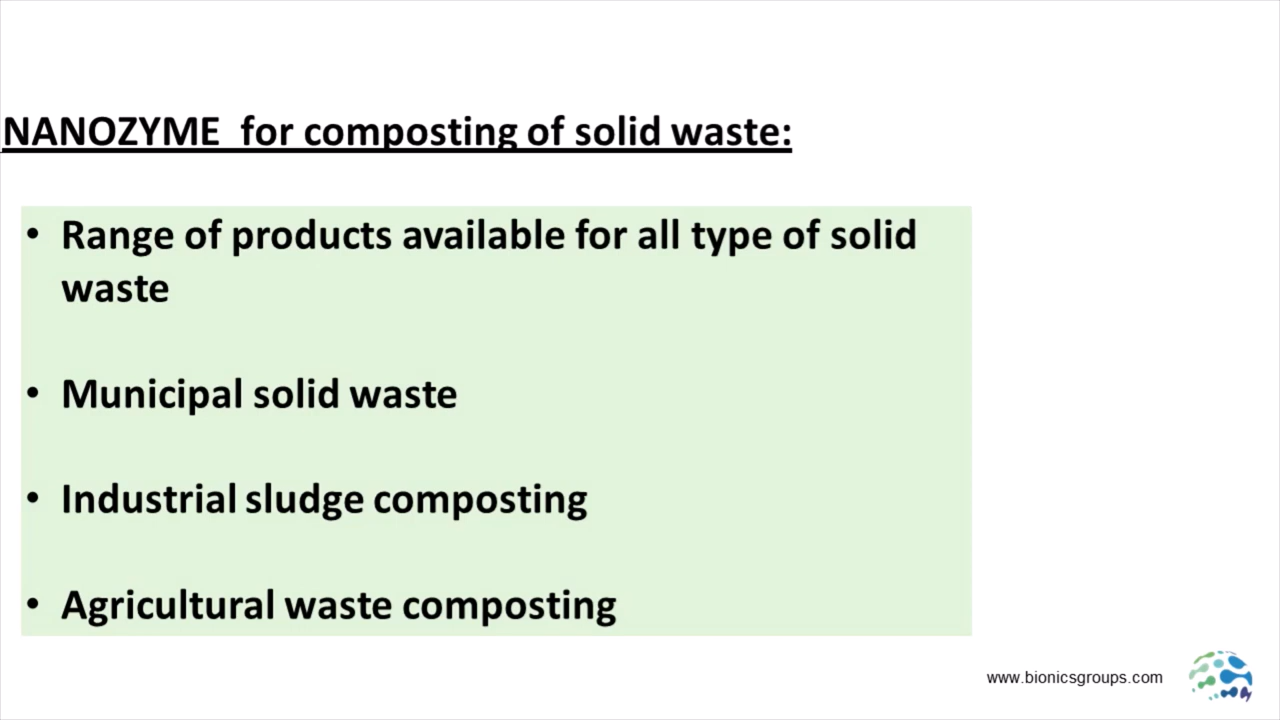 NANOZYME  for composting of solid waste:
• Range of products available for all type of solid
waste
• Municipal solid waste
• Industrial sludge composting
• Agricultural waste composting
www.bionicsgroups.com